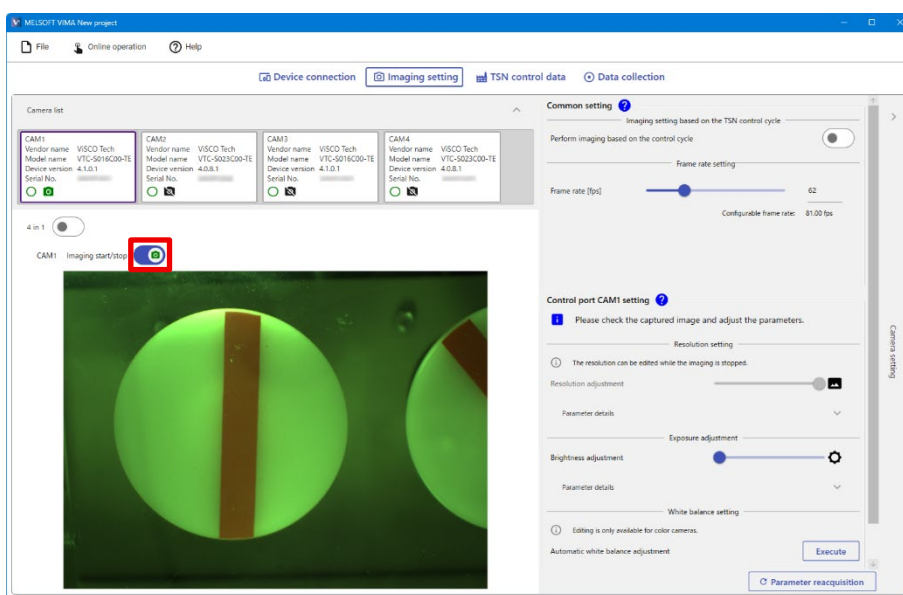 MELSOFT VIMA New project
File Online operation Help
Device connection Imaging setting TSN control data Data collection
Camera list
CAM1
Vendor name ViSCO Tech
Model name VTC-S016C00-TE
Device version 4.1.0.1
Serial No.
CAM2
Vendor name ViSCO Tech
Model name VTC-S023C00-TE
Device version 4.0.8.1
Serial No.
CAM3
Vendor name ViSCO Tech
Model name VTC-S016C00-TE
Device version 4.1.0.1
Serial No.
CAM4
Vendor name ViSCO Tech
Model name VTC-S023C00-TE
Device version 4.0.8.1
Serial No.
4 in 1
CAM1 Imaging start/stop
Common setting
Imaging setting based on the TSN control cycle
Perform imaging based on the control cycle
Frame rate setting
Frame rate [fps] 62
Configurable frame rate: 81.00 fps
Control port CAM1 setting
Please check the captured image and adjust the parameters.
Resolution setting
The resolution can be edited while the imaging is stopped.
Resolution adjustment
Parameter details
Exposure adjustment
Brightness adjustment
Parameter details
White balance setting
Editing is only available for color cameras.
Automatic white balance adjustment Execute
Parameter reacquisition
Camera setting